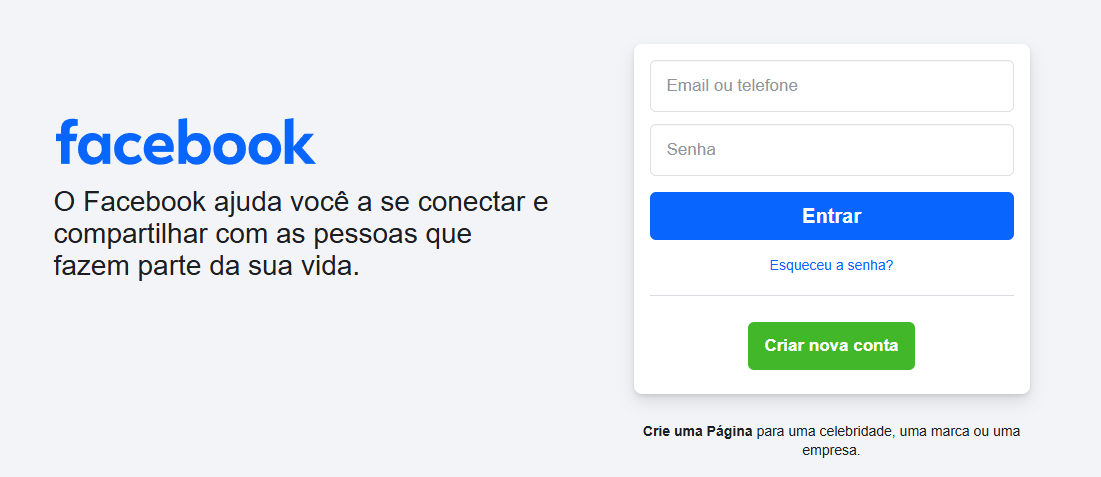 facebook
O Facebook ajuda você a se conectar e
compartilhar com as pessoas que
fazem parte da sua vida.
Email ou telefone
Senha
Entrar
Esqueceu a senha?
Criar nova conta
Crie uma Página para uma celebridade, uma marca ou uma
empresa.